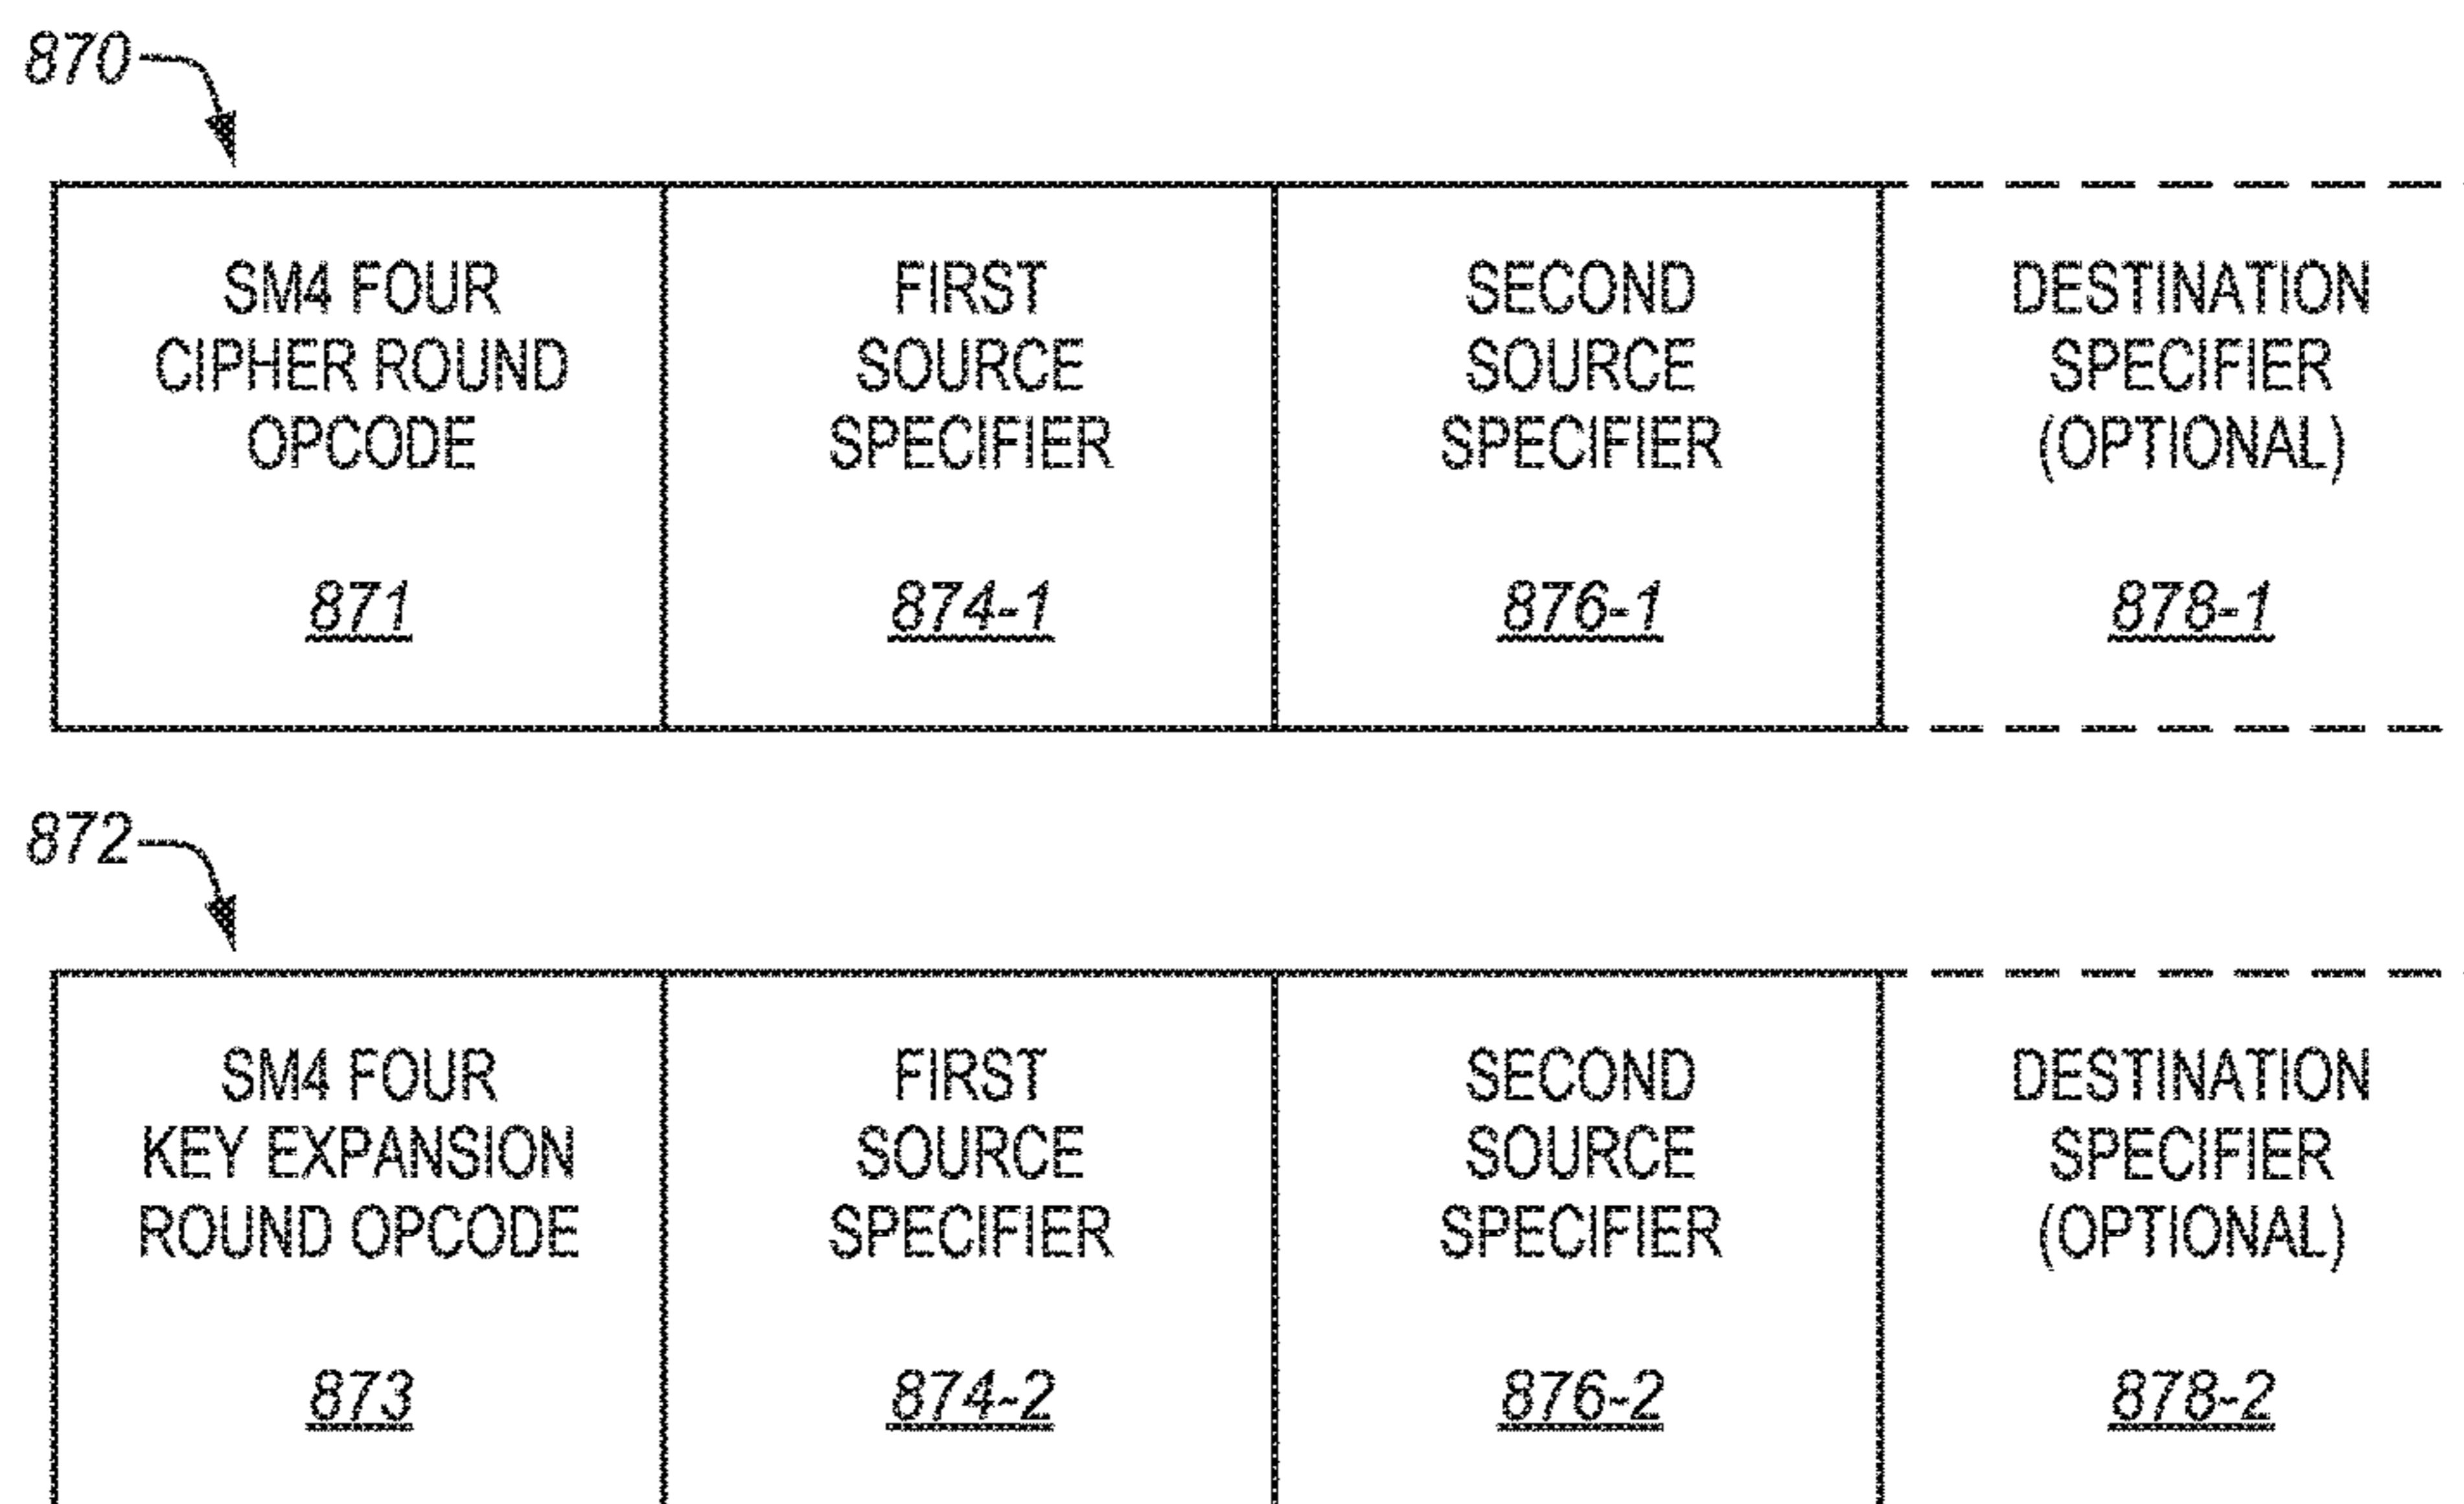 870
SM4 FOUR
CIPHER ROUND
OPCODE
871
FIRST
SOURCE
SPECIFIER
874-1
SECOND
SOURCE
SPECIFIER
876-1
DESTINATION
SPECIFIER
(OPTIONAL)
878-1
872
SM4 FOUR
KEY EXPANSION
ROUND OPCODE
873
FIRST
SOURCE
SPECIFIER
874-2
SECOND
SOURCE
SPECIFIER
876-2
DESTINATION
SPECIFIER
(OPTIONAL)
878-2